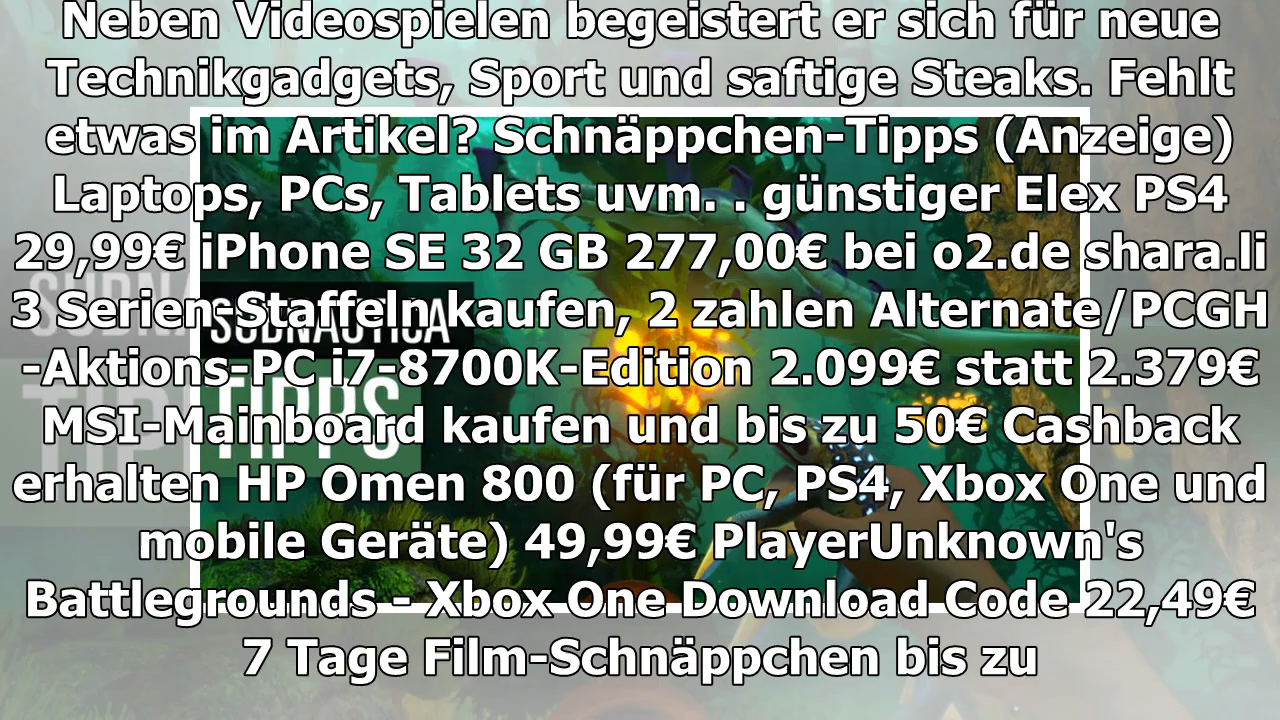 Neben Videospielen begeistert er sich für neue
Technikgadgets, Sport und saftige Steaks. Fehlt
etwas im Artikel? Schnäppchen-Tipps (Anzeige)
Laptops, PCs, Tablets uvm. . günstiger Elex PS4
29,99€ iPhone SE 32 GB 277,00€ bei o2.de shara.li
3 Serien-Staffeln kaufen, 2 zahlen Alternate/PCGH
-Aktions-PC i7-8700K-Edition 2.099€ statt 2.379€
MSI-Mainboard kaufen und bis zu 50€ Cashback
erhalten HP Omen 800 (für PC, PS4, Xbox One und
mobile Geräte) 49,99€ PlayerUnknown's
Battlegrounds - Xbox One Download Code 22,49€
7 Tage Film-Schnäppchen bis zu
SUBNAUTICA
TIPPS
SUBNA
TIP